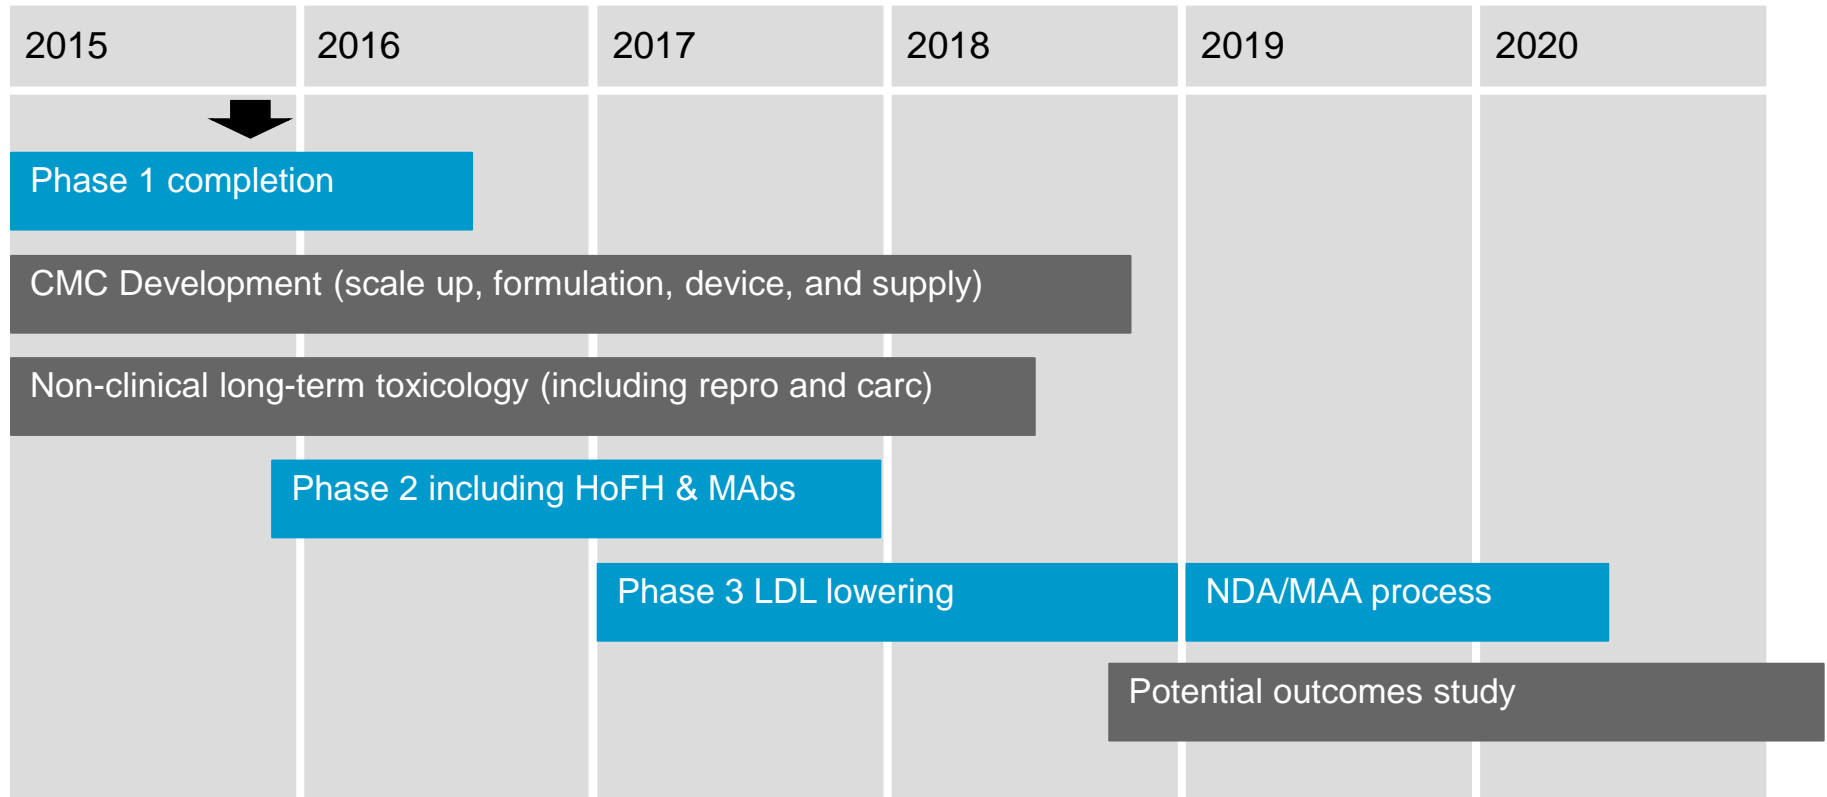 2015 2016 2017 2018 2019 2020
Phase 1 completion
CMC Development (scale up, formulation, device, and supply)
Non-clinical long-term toxicology (including repro and carc)
Phase 2 including HoFH & MAbs
Phase 3 LDL lowering NDA/MAA process
Potential outcomes study